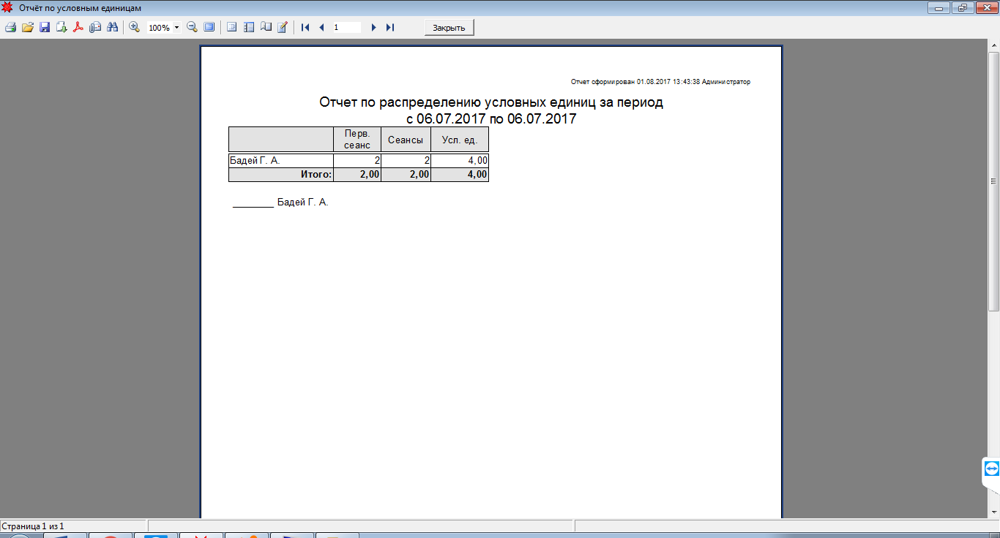 Отчёт по условным единицам
100%
1
Закрыть
Отчет сформирован 01.08.2017 13:43:38 Администратор
Отчет по распределению условных единиц за период
с 06.07.2017 по 06.07.2017
Перв. сеанс Сеансы Усл. ед.
Бадей Г. А. 2 2 4,00
Итого: 2,00 2,00 4,00
________ Бадей Г. А.
Страница 1 из 1